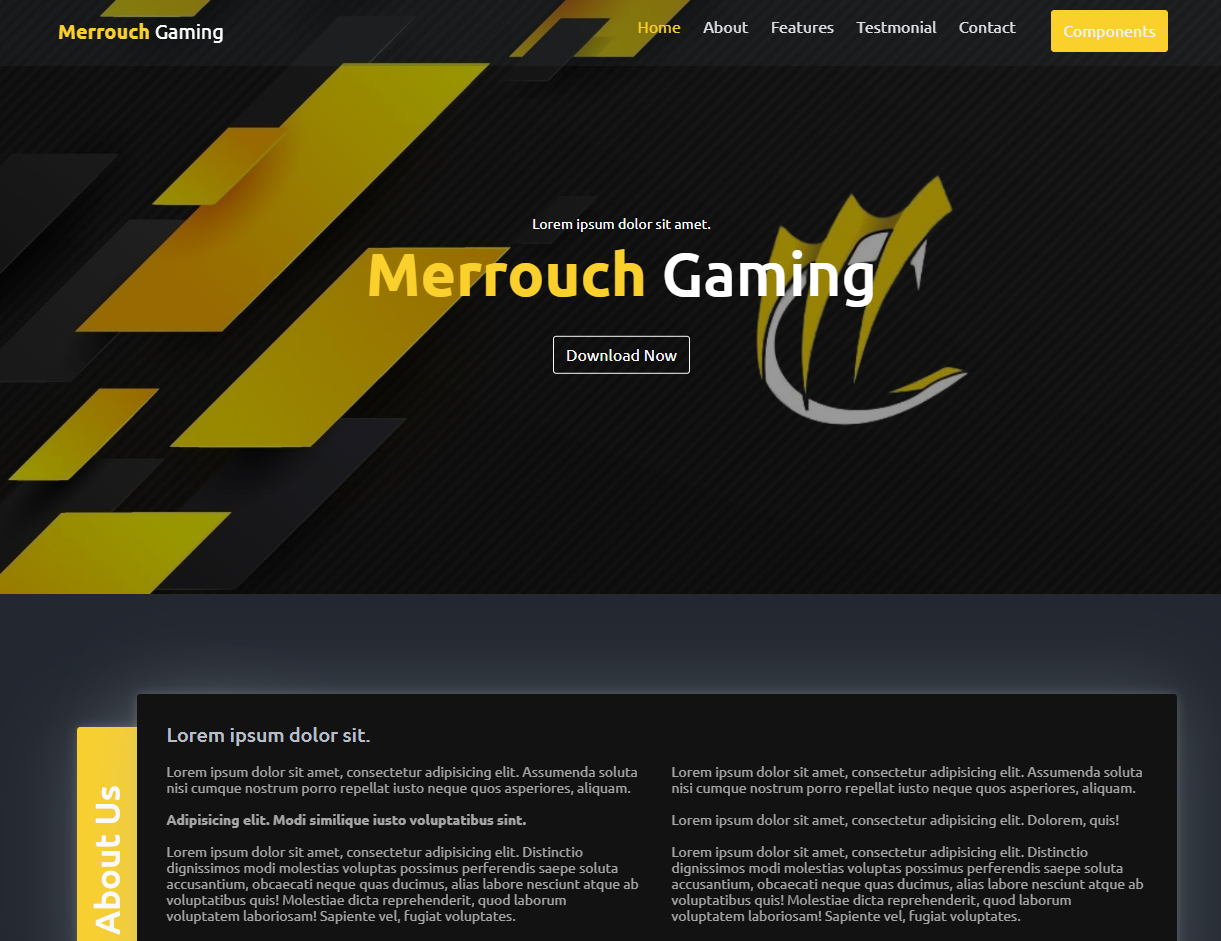 Merrouch Gaming
Home About Features Testmonial Contact Components
Lorem ipsum dolor sit amet.
Merrouch Gaming
Download Now
About Us
Lorem ipsum dolor sit.
Lorem ipsum dolor sit amet, consectetur adipisicing elit. Assumenda soluta
nisi cumque nostrum porro repellat iusto neque quos asperiores, aliquam.
Adipisicing elit. Modi similique iusto voluptatibus sint.
Lorem ipsum dolor sit amet, consectetur adipisicing elit. Distinctio
dignissimos modi molestias voluptas possimus perferendis saepe soluta
accusantium, obcaecati neque quas ducimus, alias labore nesciunt atque ab
voluptatibus quis! Molestiae dicta reprehenderit, quod laborum
voluptatem laboriosam! Sapiente vel, fugiat voluptates.
Lorem ipsum dolor sit amet, consectetur adipisicing elit. Assumenda soluta
nisi cumque nostrum porro repellat iusto neque quos asperiores, aliquam.
Lorem ipsum dolor sit amet, consectetur adipisicing elit. Dolorem, quis!
Lorem ipsum dolor sit amet, consectetur adipisicing elit. Distinctio
dignissimos modi molestias voluptas possimus perferendis saepe soluta
accusantium, obcaecati neque quas ducimus, alias labore nesciunt atque ab
voluptatibus quis! Molestiae dicta reprehenderit, quod laborum
voluptatem laboriosam! Sapiente vel, fugiat voluptates.